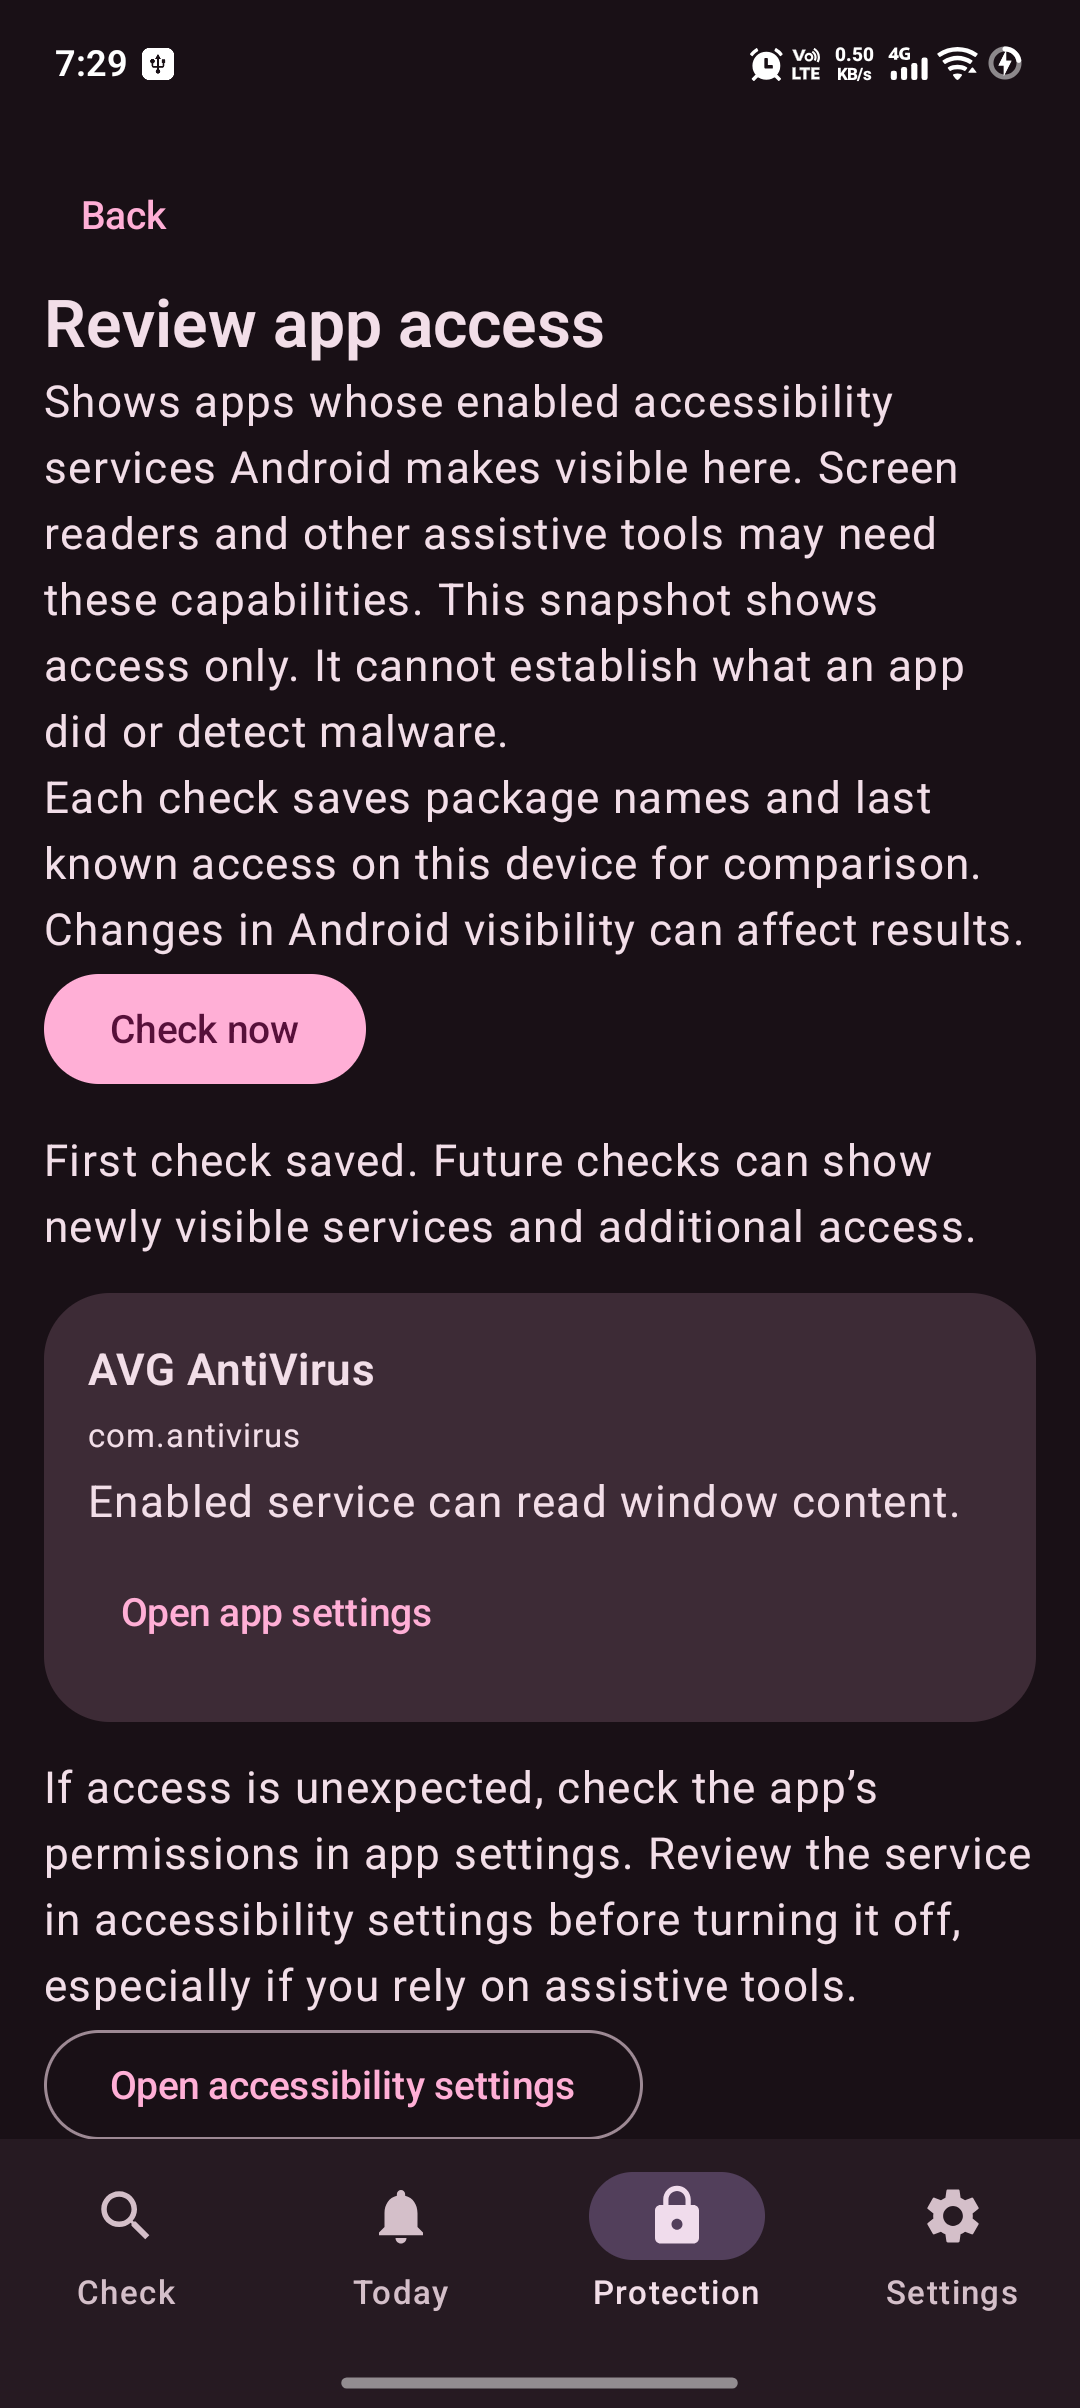 7:29
Vo) LTE
0.50 KB/s
4G
Back
Review app access
Shows apps whose enabled accessibility
services Android makes visible here. Screen
readers and other assistive tools may need
these capabilities. This snapshot shows
access only. It cannot establish what an app
did or detect malware.
Each check saves package names and last
known access on this device for comparison.
Changes in Android visibility can affect results.
Check now
First check saved. Future checks can show
newly visible services and additional access.
AVG AntiVirus
com.antivirus
Enabled service can read window content.
Open app settings
If access is unexpected, check the app’s
permissions in app settings. Review the service
in accessibility settings before turning it off,
especially if you rely on assistive tools.
Open accessibility settings
Check
Today
Protection
Settings